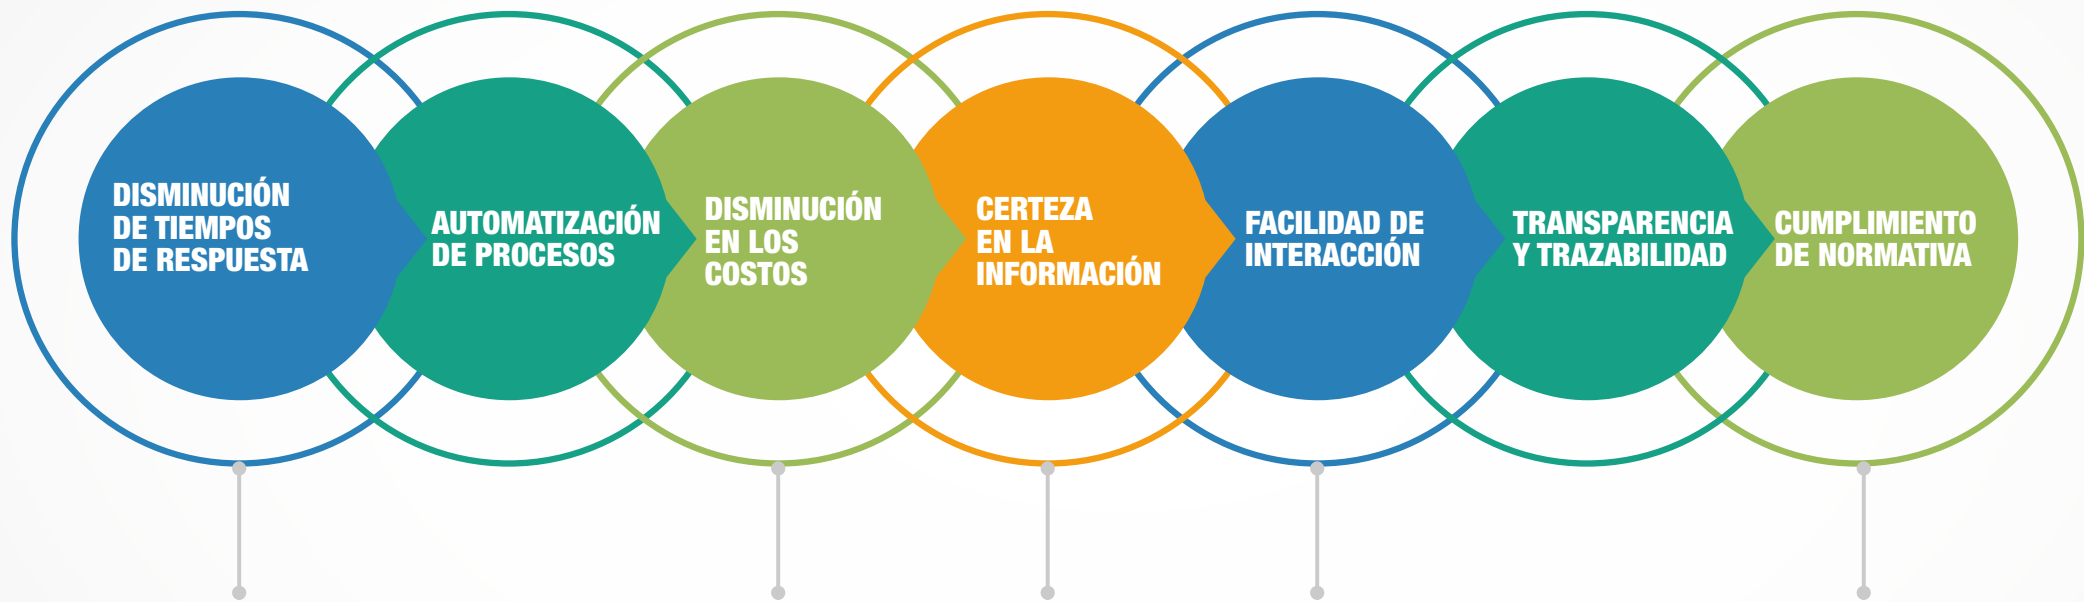 DISMINUCIÓN
DE TIEMPOS
DE RESPUESTA
AUTOMATIZACIÓN
DE PROCESOS
DISMINUCIÓN
EN LOS
COSTOS
CERTEZA
EN LA
INFORMACIÓN
FACILIDAD DE
INTERACCIÓN
TRANSPARENCIA
Y TRAZABILIDAD
CUMPLIMIENTO
DE NORMATIVA